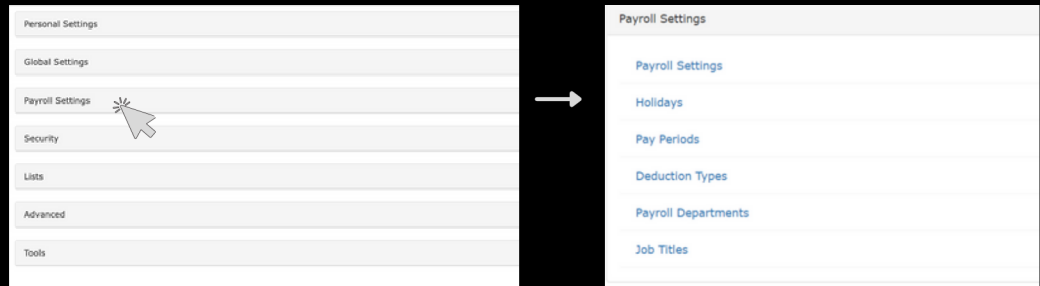 Personal Settings
Global Settings
Payroll Settings
Security
Lists
Advanced
Tools
Payroll Settings
Payroll Settings
Holidays
Pay Periods
Deduction Types
Payroll Departments
Job Titles